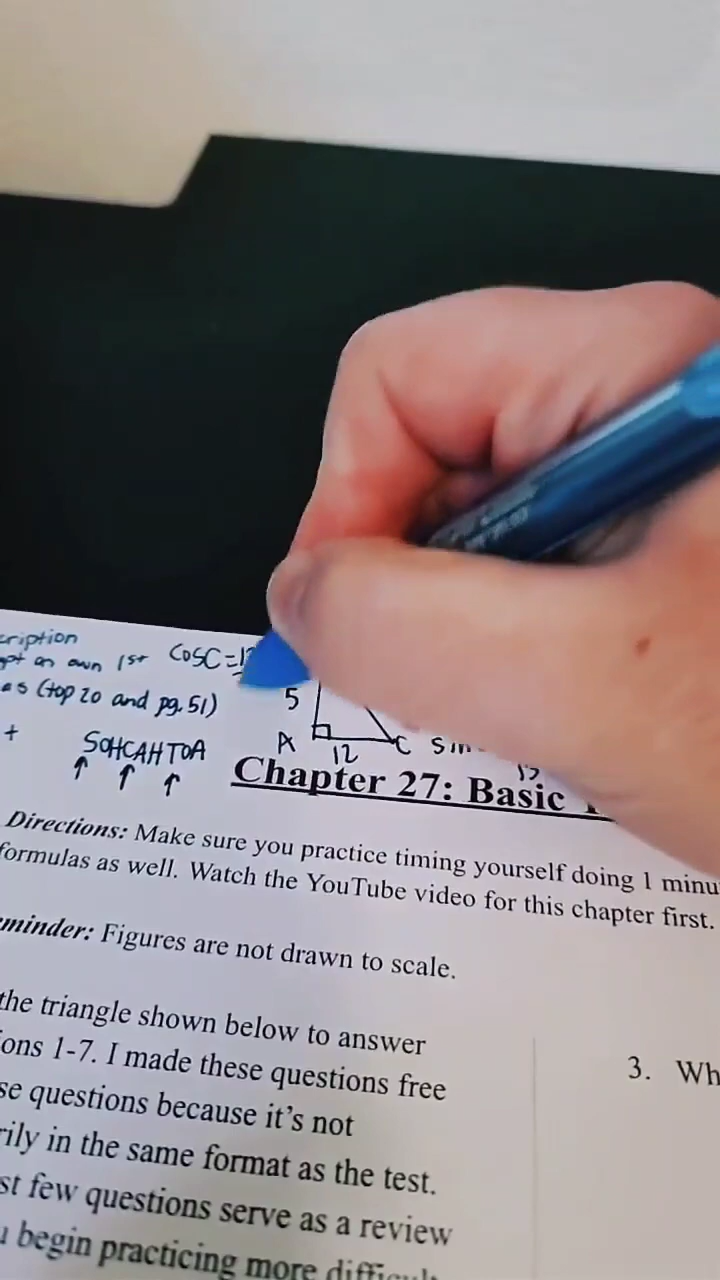 cription
on own 1st
COSC=
as (top 20 and pg. 51)
+
SOHCAHTOA
5
A
12
C
Chapter 27: Basic
Directions: Make sure you practice timing yourself doing 1 minu
formulas as well. Watch the YouTube video for this chapter first.
minder: Figures are not drawn to scale.
the triangle shown below to answer
ons 1-7. I made these questions free
se questions because it's not
rily in the same format as the test.
st few questions serve as a review
begin practicing more difficul
3. Wh